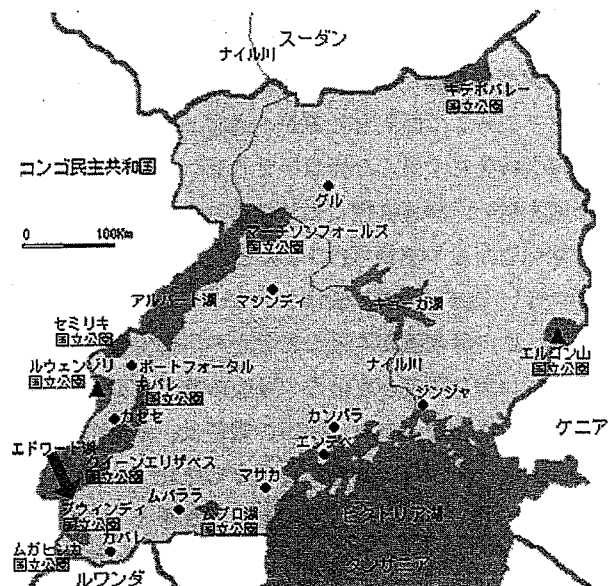 スーダン
ナイル川
キデポバレー
国立公園
コンゴ民主共和国
グル
0 100Km
マーチソンフォールズ
国立公園
アルバート湖
マシンディ
キョーガ湖
セミリキ
国立公園
エルゴン山
国立公園
ルウェンゾリ
国立公園
ポートフォータル
キバレ
国立公園
ナイル川
ジンジャ
カセセ
カンパラ
ケニア
エンテベ
エドワード湖
クイーンエリザベス
国立公園
マサカ
ムバララ
ブウィンディ
国立公園
ムブロ湖
国立公園
ビクトリア湖
ムガヒンガ
国立公園
カバレ
タンザニア
ルワンダ